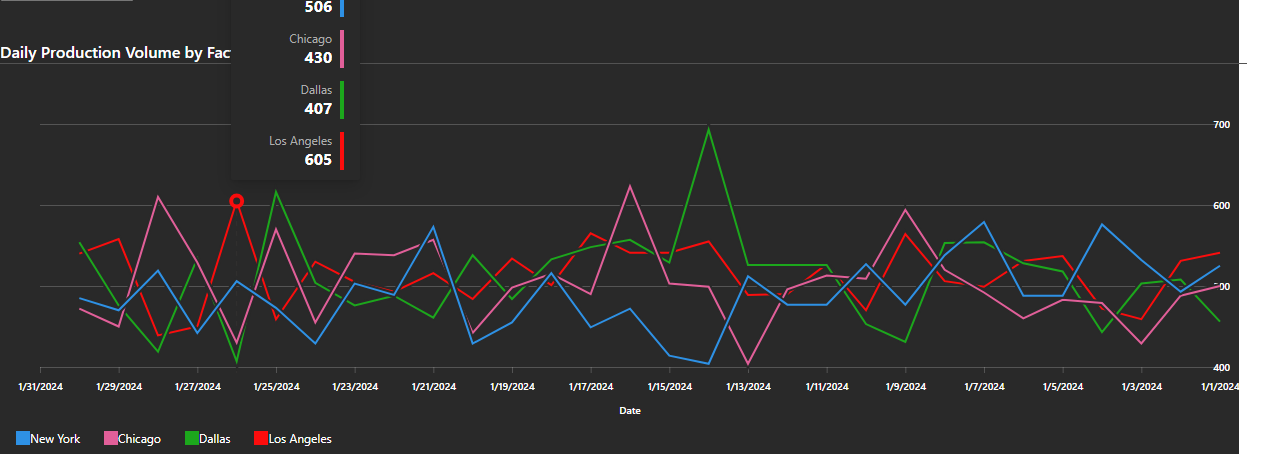 506
Chicago
430
Daily Production Volume by Fac
Dallas
407
Los Angeles
605
700
600
500
400
1/31/2024 1/29/2024 1/27/2024 1/25/2024 1/23/2024 1/21/2024 1/19/2024 1/17/2024 1/15/2024 1/13/2024 1/11/2024 1/9/2024 1/7/2024 1/5/2024 1/3/2024 1/1/2024
Date
New York Chicago Dallas Los Angeles